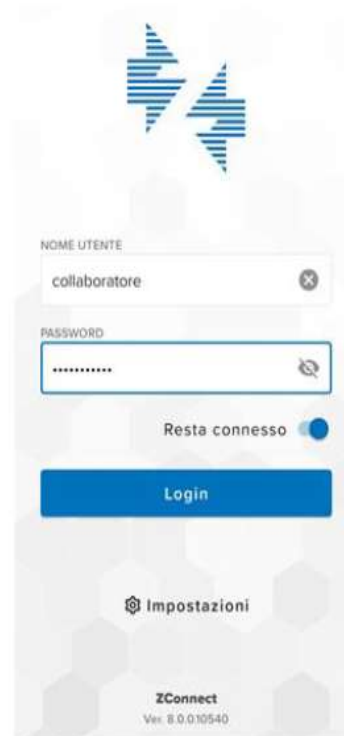 NOME UTENTE
collaboratore
PASSWORD
•••••••••••
Resta connesso
Login
Impostazioni
ZConnect
Ver. 8.0.0.10540